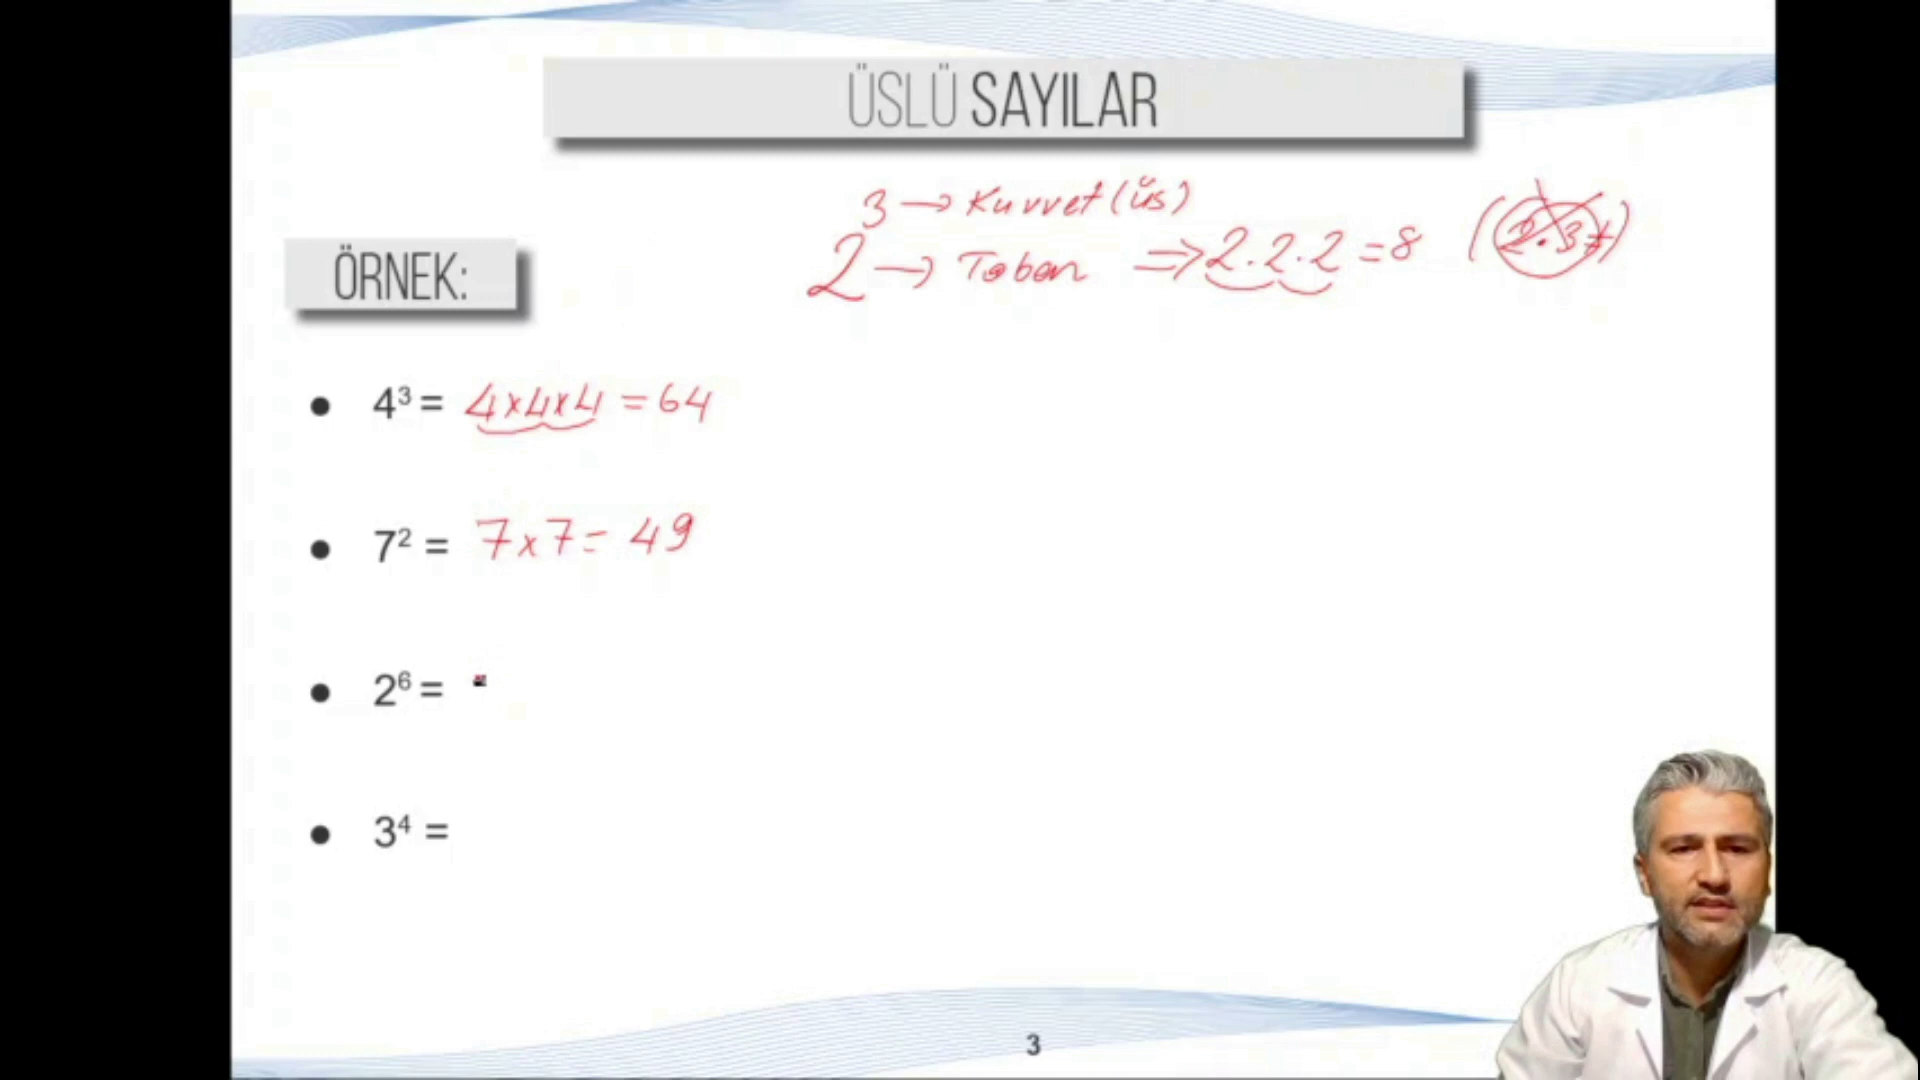 ÜSLÜ SAYILAR
3 → Kuvvet (üs)
2 → Taban ⇒ 2.2.2 = 8
ÖRNEK:
● 4³ = 4x4x4 = 64
● 7² = 7x7 = 49
● 2⁶ =
● 3⁴ =
3